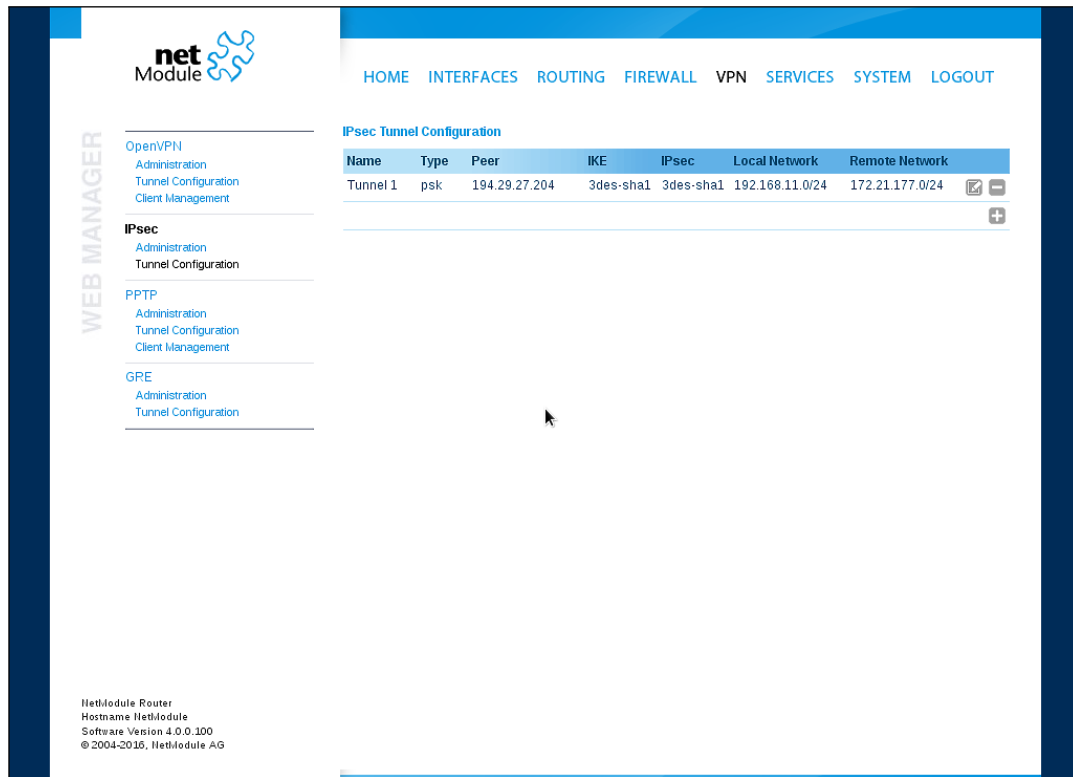 net
Module
HOME INTERFACES ROUTING FIREWALL VPN SERVICES SYSTEM LOGOUT
WEB MANAGER
OpenVPN
Administration
Tunnel Configuration
Client Management
IPsec
Administration
Tunnel Configuration
PPTP
Administration
Tunnel Configuration
Client Management
GRE
Administration
Tunnel Configuration
IPsec Tunnel Configuration
Name Type Peer IKE IPsec Local Network Remote Network
Tunnel 1 psk 194.29.27.204 3des-sha1 3des-sha1 192.168.11.0/24 172.21.177.0/24
NetModule Router
Hostname NetModule
Software Version 4.0.0.100
© 2004-2016, NetModule AG